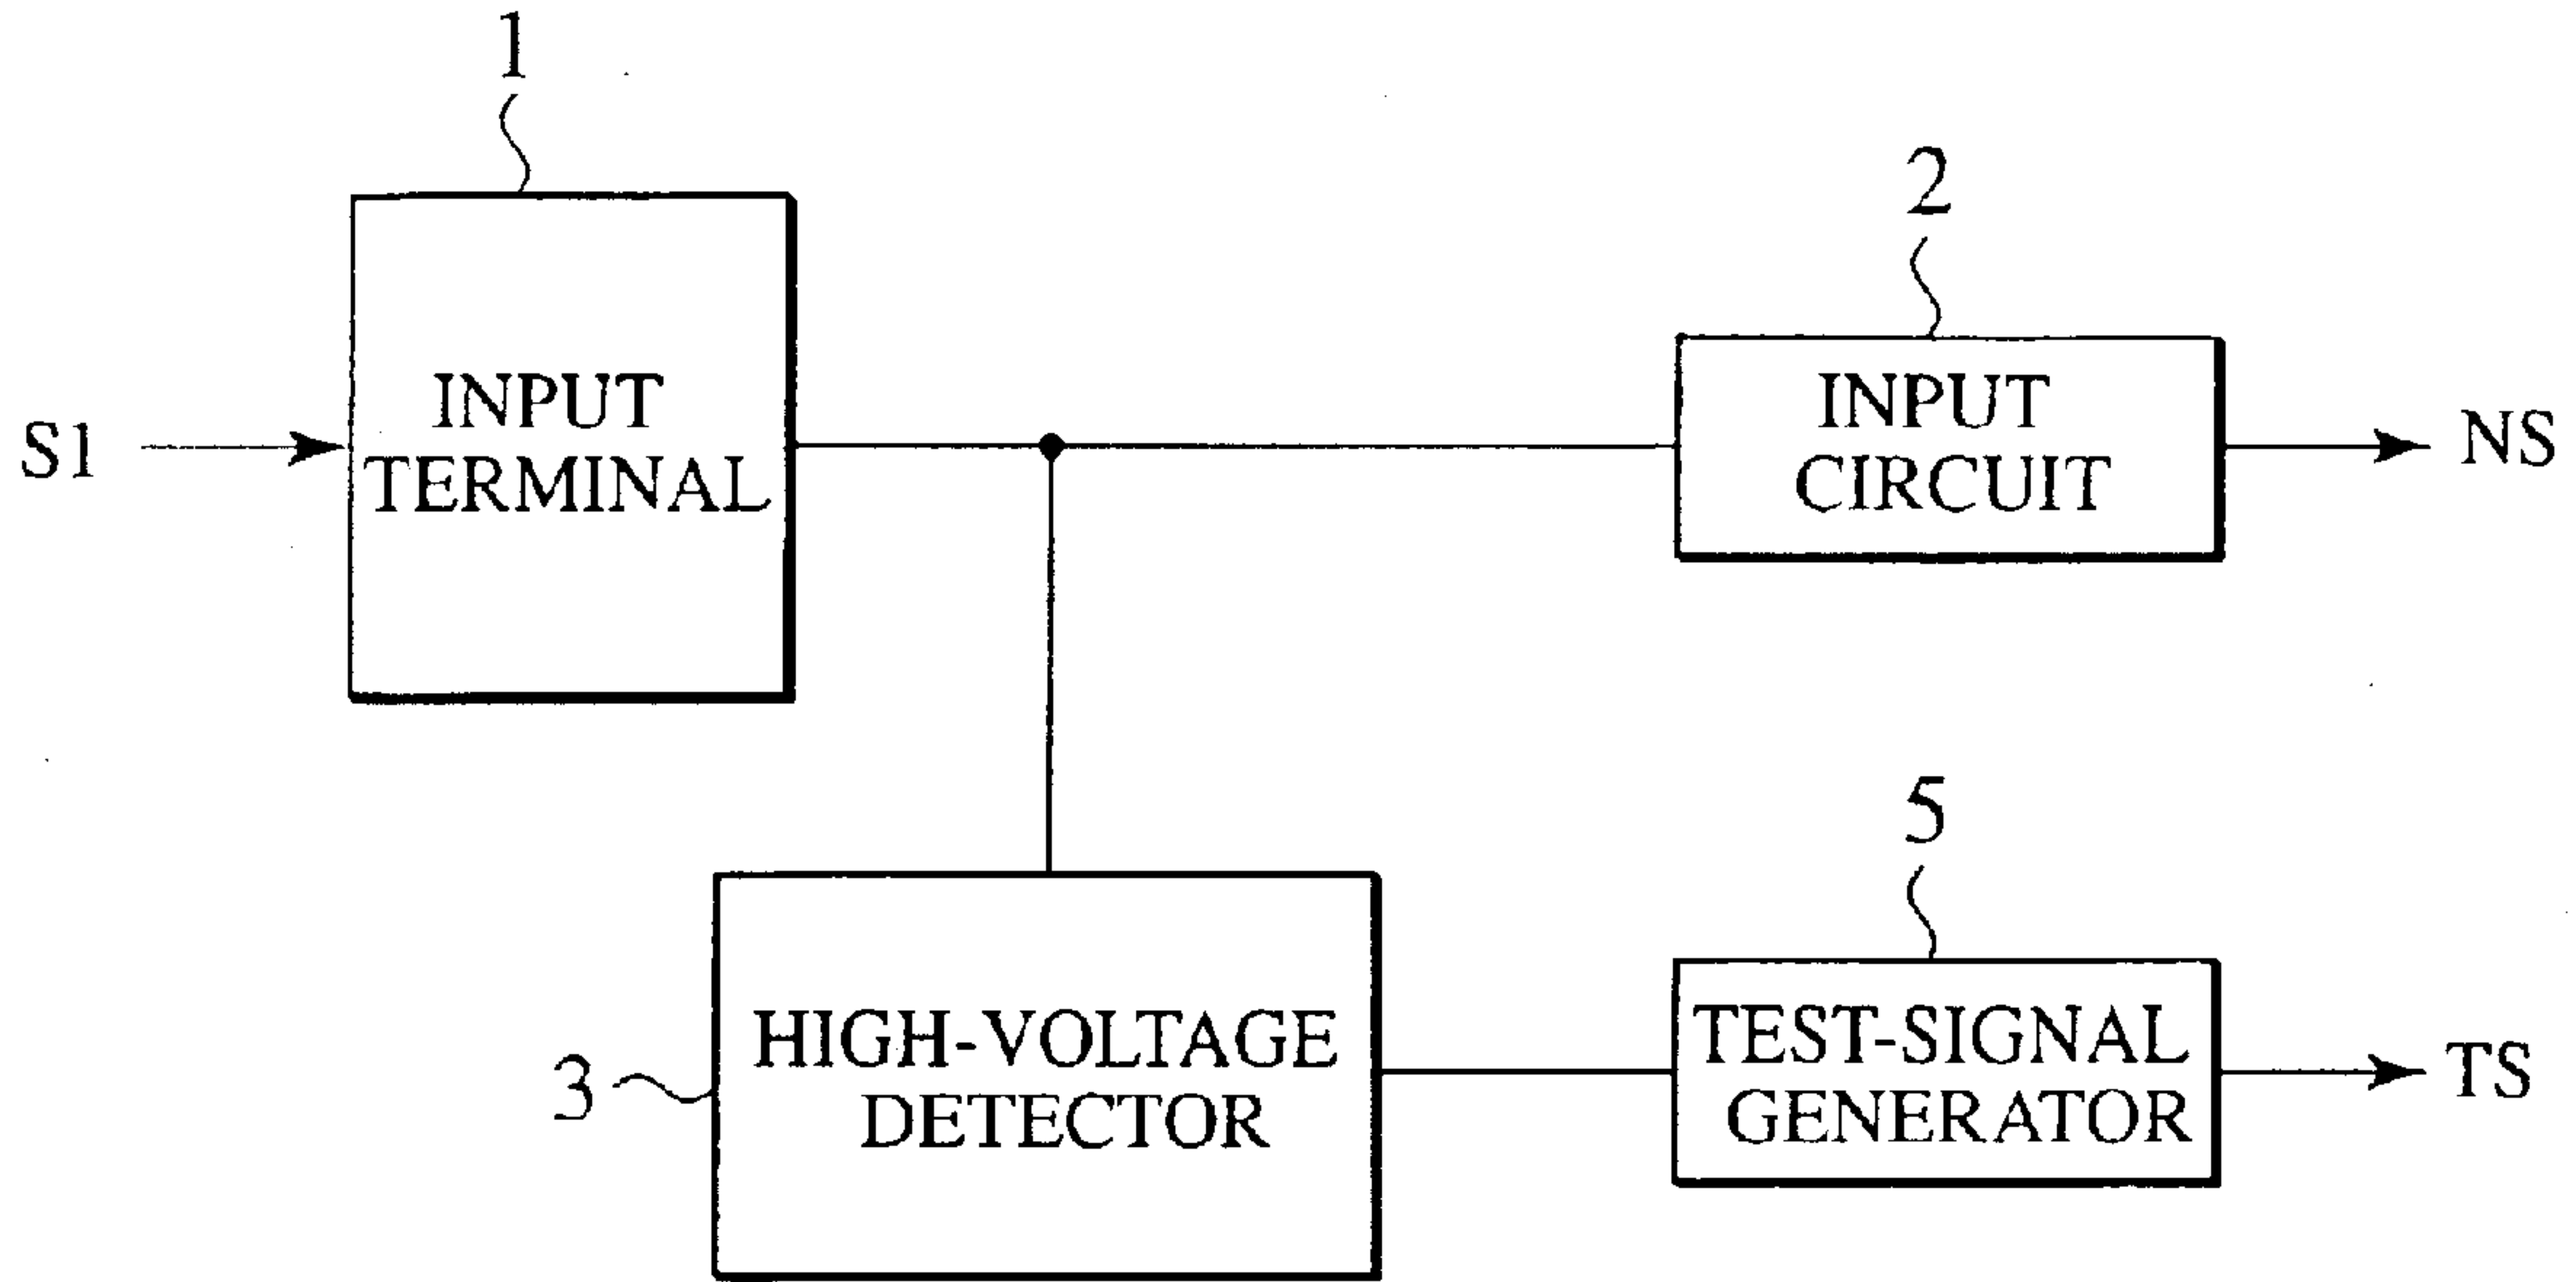 1
2
INPUT
TERMINAL
INPUT
CIRCUIT
S1
NS
5
3
HIGH-VOLTAGE
DETECTOR
TEST-SIGNAL
GENERATOR
TS